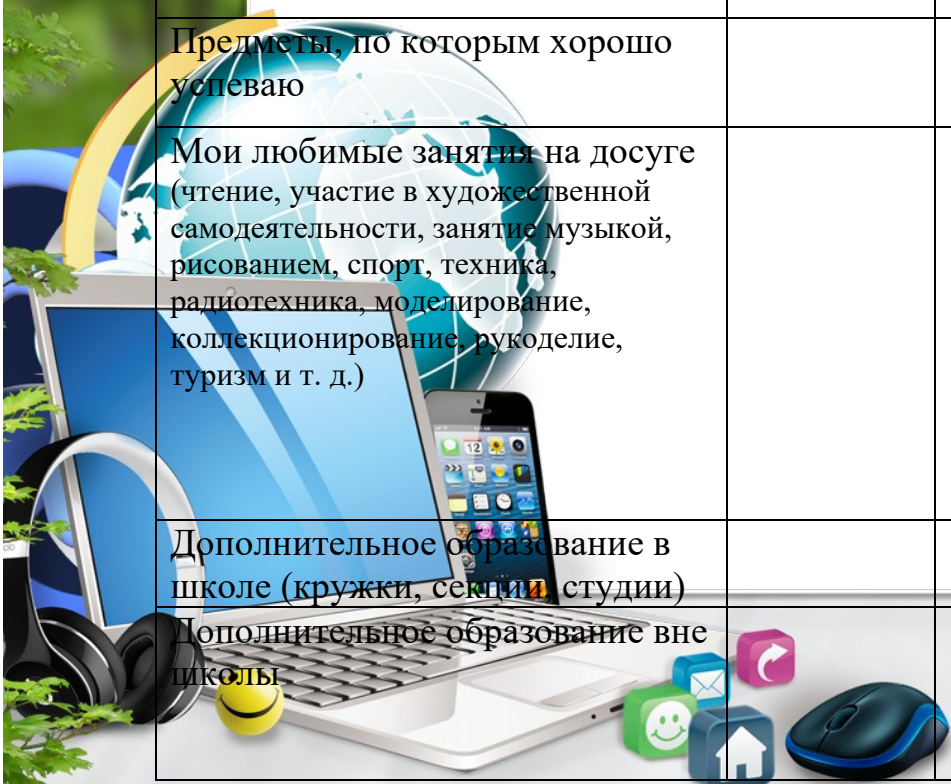 Предметы, по которым хорошо
успеваю
Мои любимые занятия на досуге
(чтение, участие в художественной
самодеятельности, занятие музыкой,
рисованием, спорт, техника,
радиотехника, моделирование,
коллекционирование, рукоделие,
туризм и т. д.)
12
Дополнительное образование в
школе (кружки, секции, студии)
Дополнительное образование вне
школы